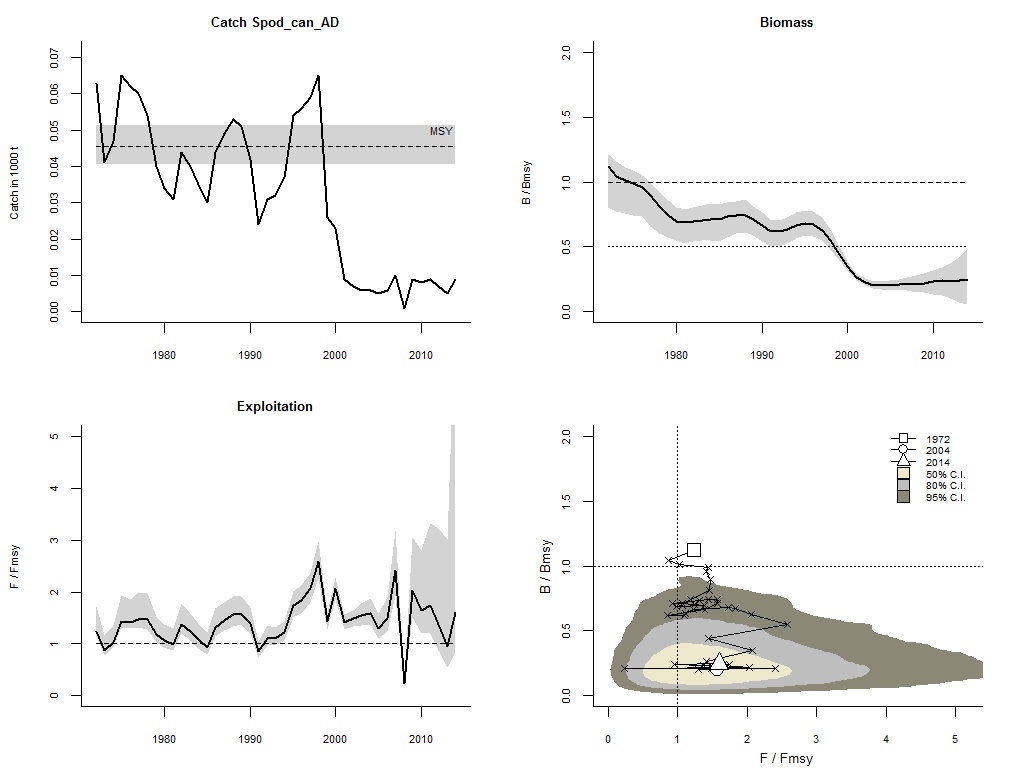 Catch Spod_can_AD
Catch in 1000 t
0.00 0.01 0.02 0.03 0.04 0.05 0.06 0.07
MSY
1980 1990 2000 2010
Biomass
B / Bmsy
0.0 0.5 1.0 1.5 2.0
1980 1990 2000 2010
Exploitation
F / Fmsy
0 1 2 3 4 5
1980 1990 2000 2010
B / Bmsy
0.0 0.5 1.0 1.5 2.0
1972
2004
2014
50% C.I.
80% C.I.
95% C.I.
0 1 2 3 4 5
F / Fmsy